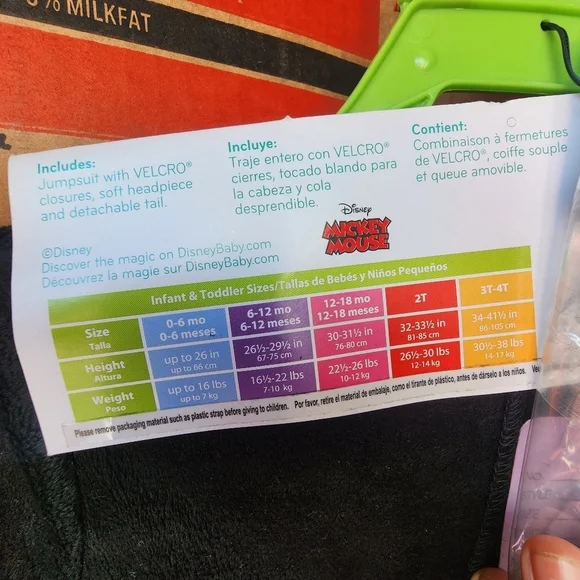 % MILKFAT
Includes:
Jumpsuit with VELCRO®
closures, soft headpiece
and detachable tail.
Incluye:
Traje entero con VELCRO®
cierres, tocado blando para
la cabeza y cola
desprendible.
Contient:
Combinaison à fermetures
de VELCRO®, coiffe souple
et queue amovible.
©Disney
Discover the magic on DisneyBaby.com
Découvrez la magie sur DisneyBaby.com
Disney
MICKEY
MOUSE
Infant & Toddler Sizes/Tallas de Bebés y Niños Pequeños
Size
Talla
0-6 mo
0-6 meses
6-12 mo
6-12 meses
12-18 mo
12-18 meses
2T
3T-4T
Height
Altura
up to 26 in
up to 66 cm
26½-29½ in
67-75 cm
30-31½ in
76-80 cm
32-33½ in
81-85 cm
34-41½ in
86-105 cm
Weight
Peso
up to 16 lbs
up to 7 kg
16½-22 lbs
7-10 kg
22½-26 lbs
10-12 kg
26½-30 lbs
12-14 kg
30½-38 lbs
14-17 kg
Please remove packaging material such as plastic strap before giving to children. Por favor, retire el material de embalaje, como el tirante de plástico, antes de dárselo a los niños.